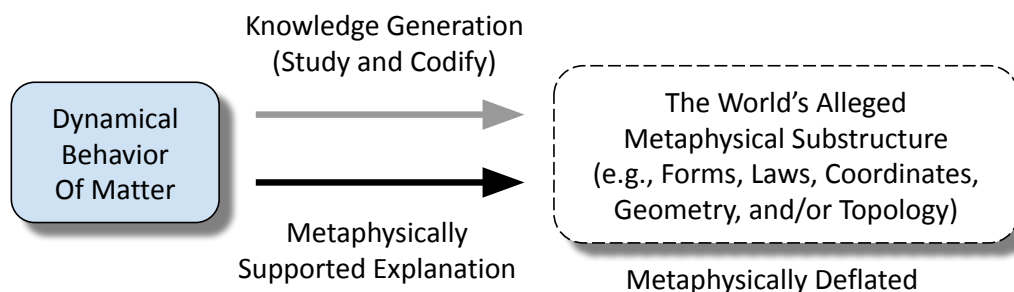 Knowledge Generation
(Study and Codify)
Dynamical
Behavior
Of Matter
The World's Alleged
Metaphysical Substructure
(e.g., Forms, Laws, Coordinates,
Geometry, and/or Topology)
Metaphysically
Supported Explanation
Metaphysically Deflated